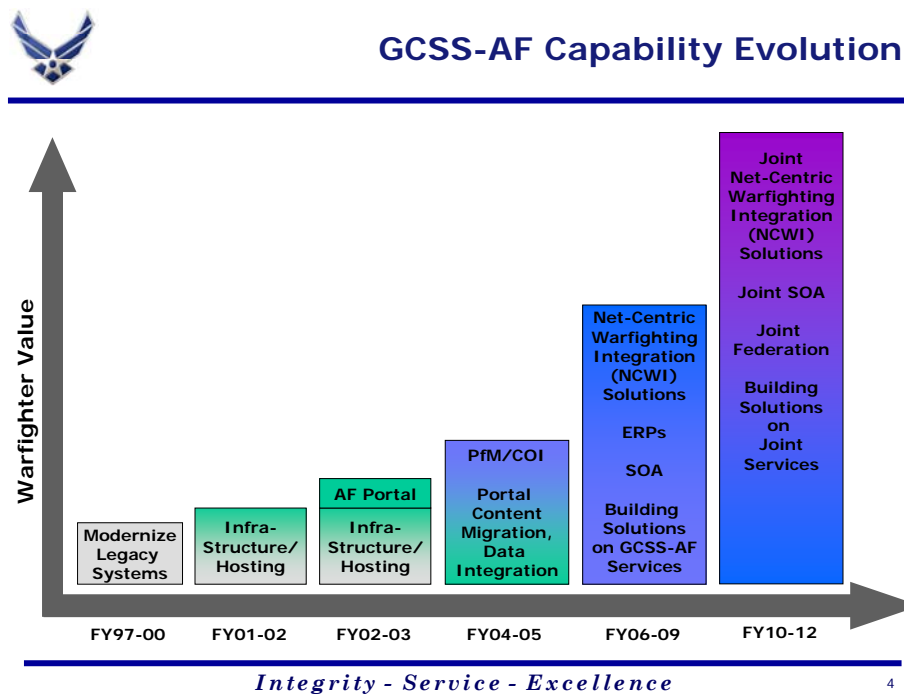 GCSS-AF Capability Evolution
Warfighter Value
Modernize
Legacy
Systems
Infra-
Structure/
Hosting
AF Portal
Infra-
Structure/
Hosting
PfM/COI
Portal
Content
Migration,
Data
Integration
Net-Centric
Warfighting
Integration
(NCWI)
Solutions
ERPs
SOA
Building
Solutions
on GCSS-AF
Services
Joint
Net-Centric
Warfighting
Integration
(NCWI)
Solutions
Joint SOA
Joint
Federation
Building
Solutions
on
Joint
Services
FY97-00
FY01-02
FY02-03
FY04-05
FY06-09
FY10-12
Integrity - Service - Excellence
4